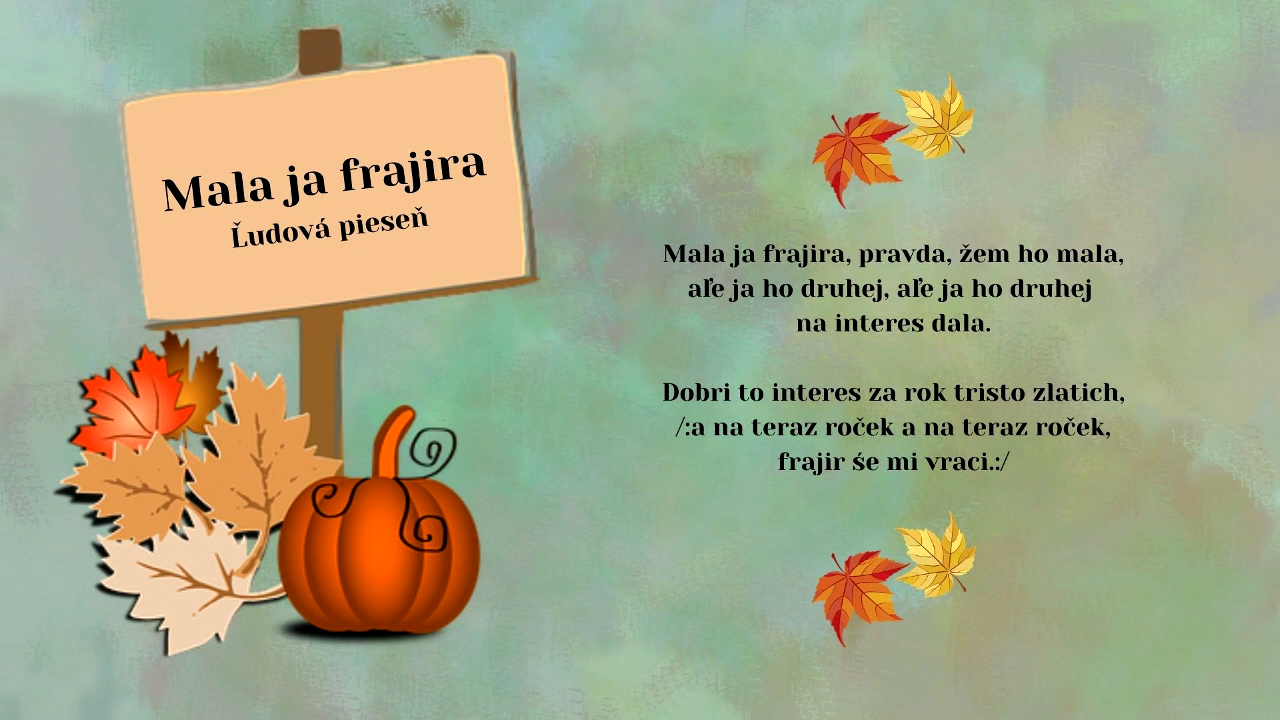 Mala ja frajira
Ľudová pieseň
Mala ja frajira, pravda, žem ho mala,
aľe ja ho druhej, aľe ja ho druhej
na interes dala.
Dobri to interes za rok tristo zlatich,
/:a na teraz roček a na teraz roček,
frajir śe mi vraci.:/